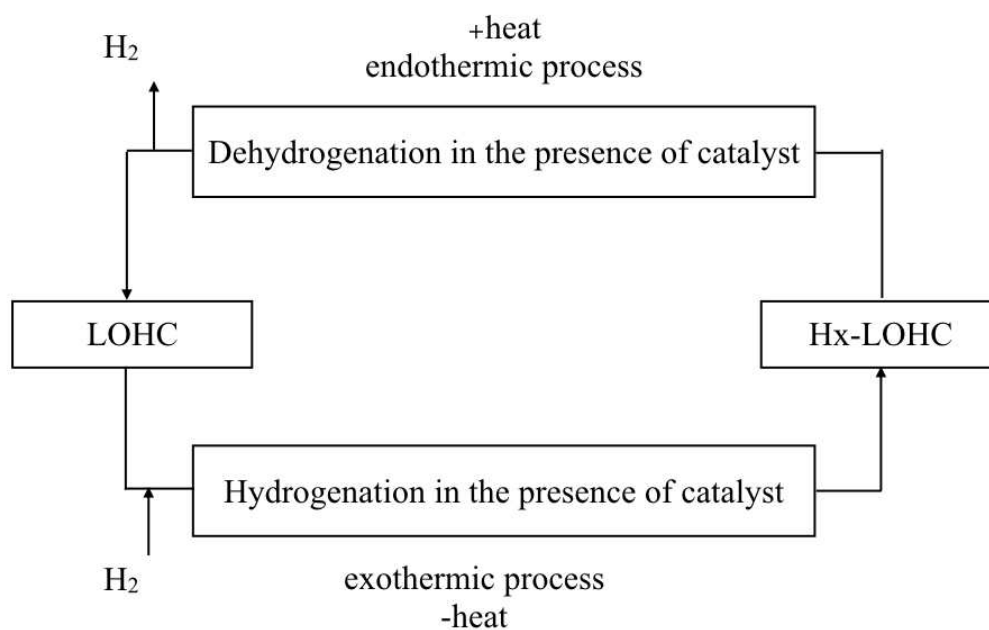 +heat
endothermic process
H₂
Dehydrogenation in the presence of catalyst
LOHC
Hx-LOHC
Hydrogenation in the presence of catalyst
H₂
exothermic process
-heat